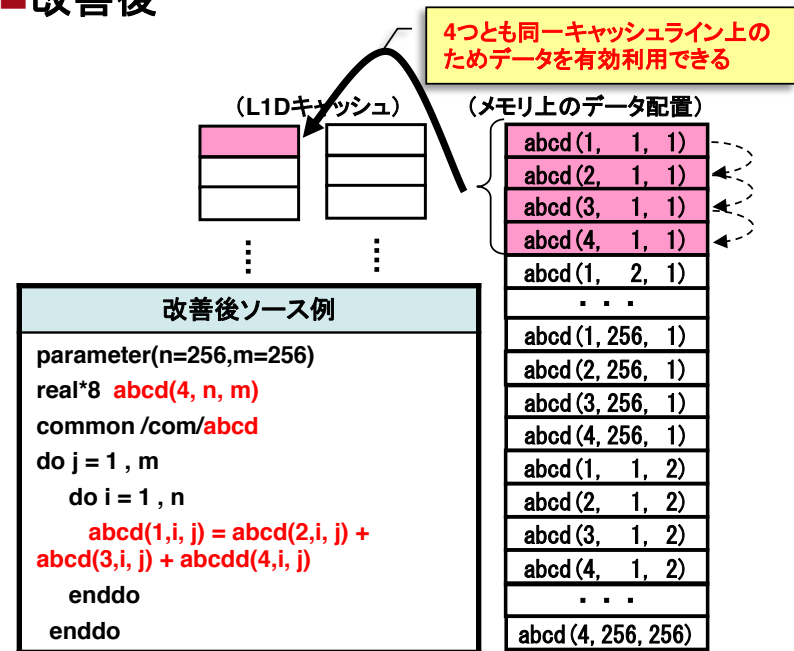 ■改善後
4つとも同一キャッシュライン上の
ためデータを有効利用できる
(L1Dキャッシュ)
(メモリ上のデータ配置)
abcd(1, 1, 1)
abcd(2, 1, 1)
abcd(3, 1, 1)
abcd(4, 1, 1)
abcd(1, 2, 1)
・・・
abcd(1,256, 1)
abcd(2,256, 1)
abcd(3,256, 1)
abcd(4,256, 1)
abcd(1, 1, 2)
abcd(2, 1, 2)
abcd(3, 1, 2)
abcd(4, 1, 2)
・・・
abcd(4,256,256)
改善後ソース例
parameter(n=256,m=256)
real*8 abcd(4, n, m)
common /com/abcd
do j = 1 , m
do i = 1 , n
abcd(1,i, j) = abcd(2,i, j) +
abcd(3,i, j) + abcdd(4,i, j)
enddo
enddo